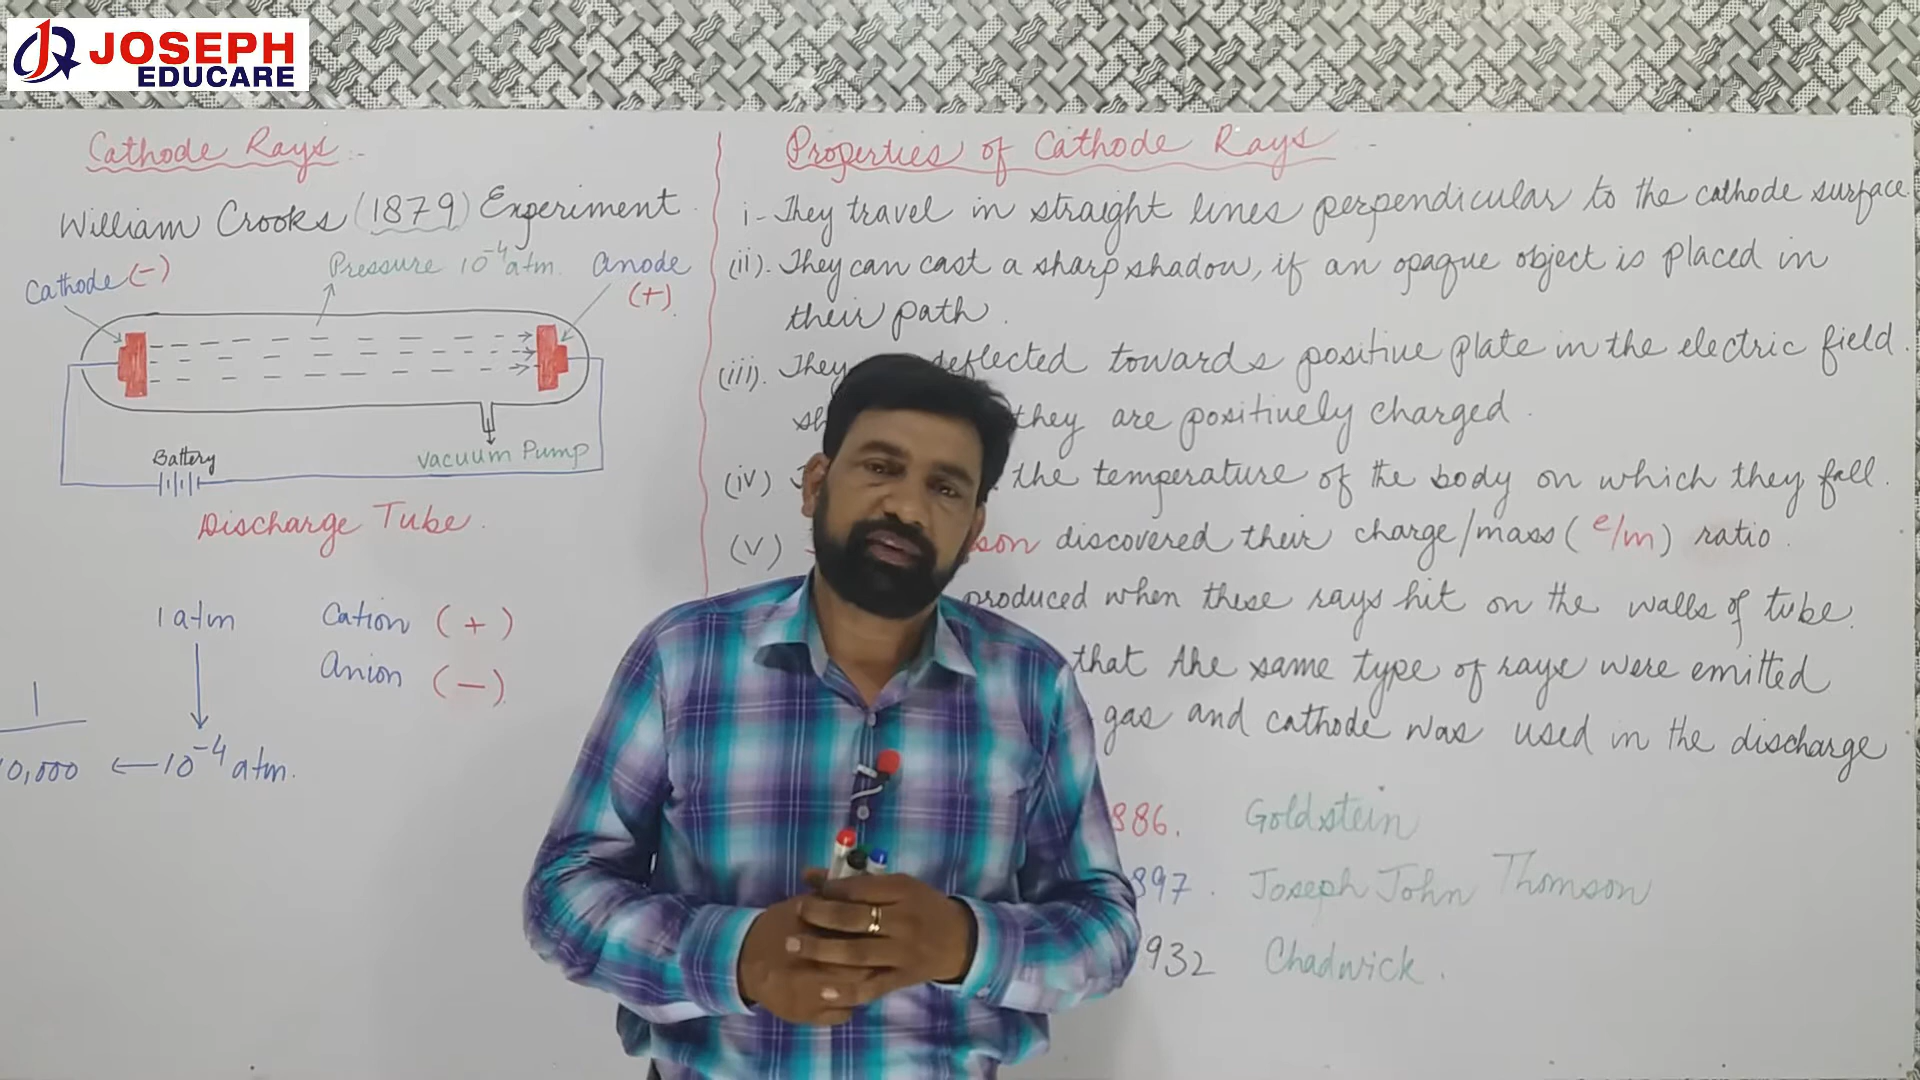 JOSEPH
EDUCARE
Cathode Rays :-
William Crooks (1879) Experiment.
Cathode (-)
Pressure 10⁻⁴ atm.
anode
(+).
Battery
Vacuum Pump
Discharge Tube.
1 atm
Cation (+)
Anion (-).
1
0,000 ← 10⁻⁴ atm.
Properties of Cathode Rays :-
i- They travel in straight lines perpendicular to the cathode surface.
(ii). They can cast a sharp shadow, if an opaque object is placed in
their path.
(iii). They deflected towards positive plate in the electric field.
they are positively charged.
(iv) the temperature of the body on which they fall.
(v) son discovered their charge/mass (e/m) ratio.
produced when these rays hit on the walls of tube.
that the same type of rays were emitted
gas and cathode was used in the discharge
886. Goldstein
897. Joseph John Thomson
932 Chadwick.